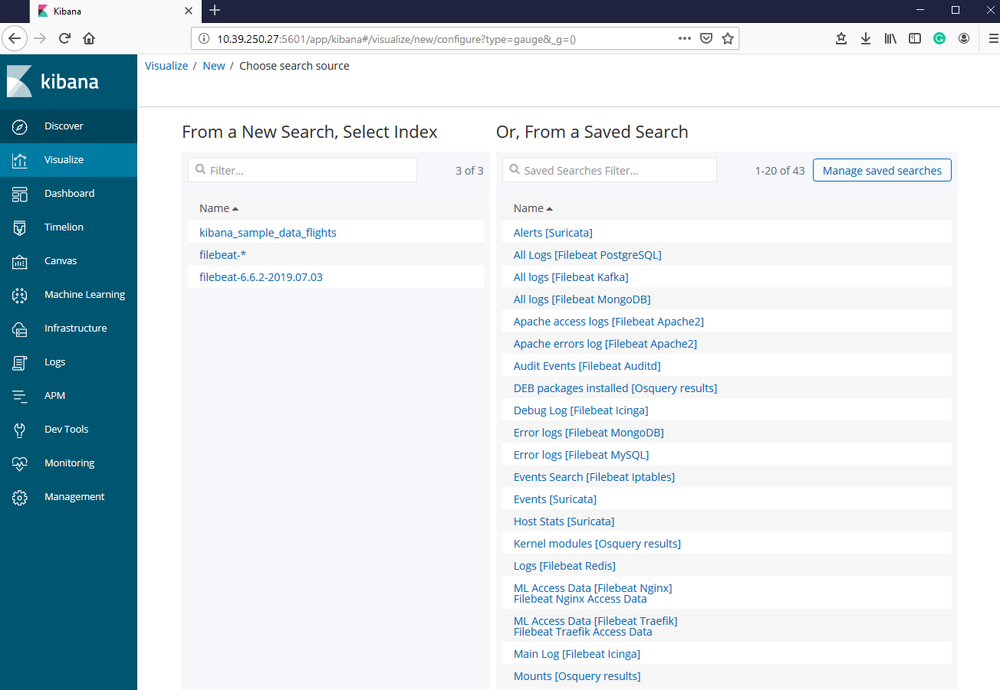 Kibana
10.39.250.27:5601/app/kibana#/visualize/new/configure?type=gauge&_g=()
kibana
Discover
Visualize
Dashboard
Timelion
Canvas
Machine Learning
Infrastructure
Logs
APM
Dev Tools
Monitoring
Management
Visualize / New / Choose search source
From a New Search, Select Index
Filter...
3 of 3
Name
kibana_sample_data_flights
filebeat-*
filebeat-6.6.2-2019.07.03
Or, From a Saved Search
Saved Searches Filter...
1-20 of 43
Manage saved searches
Name
Alerts [Suricata]
All Logs [Filebeat PostgreSQL]
All logs [Filebeat Kafka]
All logs [Filebeat MongoDB]
Apache access logs [Filebeat Apache2]
Apache errors log [Filebeat Apache2]
Audit Events [Filebeat Auditd]
DEB packages installed [Osquery results]
Debug Log [Filebeat Icinga]
Error logs [Filebeat MongoDB]
Error logs [Filebeat MySQL]
Events Search [Filebeat Iptables]
Events [Suricata]
Host Stats [Suricata]
Kernel modules [Osquery results]
Logs [Filebeat Redis]
ML Access Data [Filebeat Nginx]
Filebeat Nginx Access Data
ML Access Data [Filebeat Traefik]
Filebeat Traefik Access Data
Main Log [Filebeat Icinga]
Mounts [Osquery results]